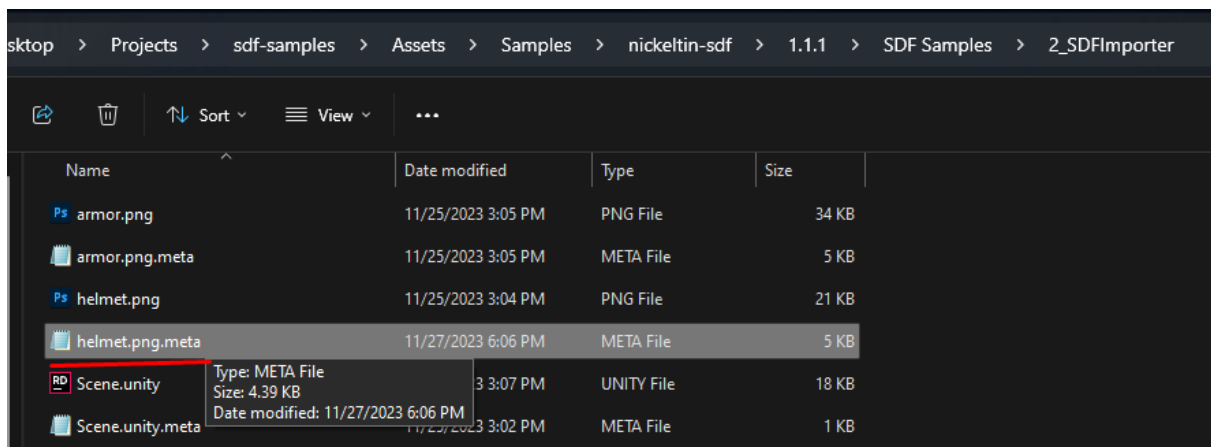 sktop > Projects > sdf-samples > Assets > Samples > nickeltin-sdf > 1.1.1 > SDF Samples > 2_SDFImporter
Sort View
Name Date modified Type Size
Ps armor.png 11/25/2023 3:05 PM PNG File 34 KB
armor.png.meta 11/25/2023 3:05 PM META File 5 KB
Ps helmet.png 11/25/2023 3:04 PM PNG File 21 KB
helmet.png.meta 11/27/2023 6:06 PM META File 5 KB
Type: META File
RD Scene.unity 3 3:07 PM UNITY File 18 KB
Size: 4.39 KB
Date modified: 11/27/2023 6:06 PM
Scene.unity.meta 3:02 PM META File 1 KB